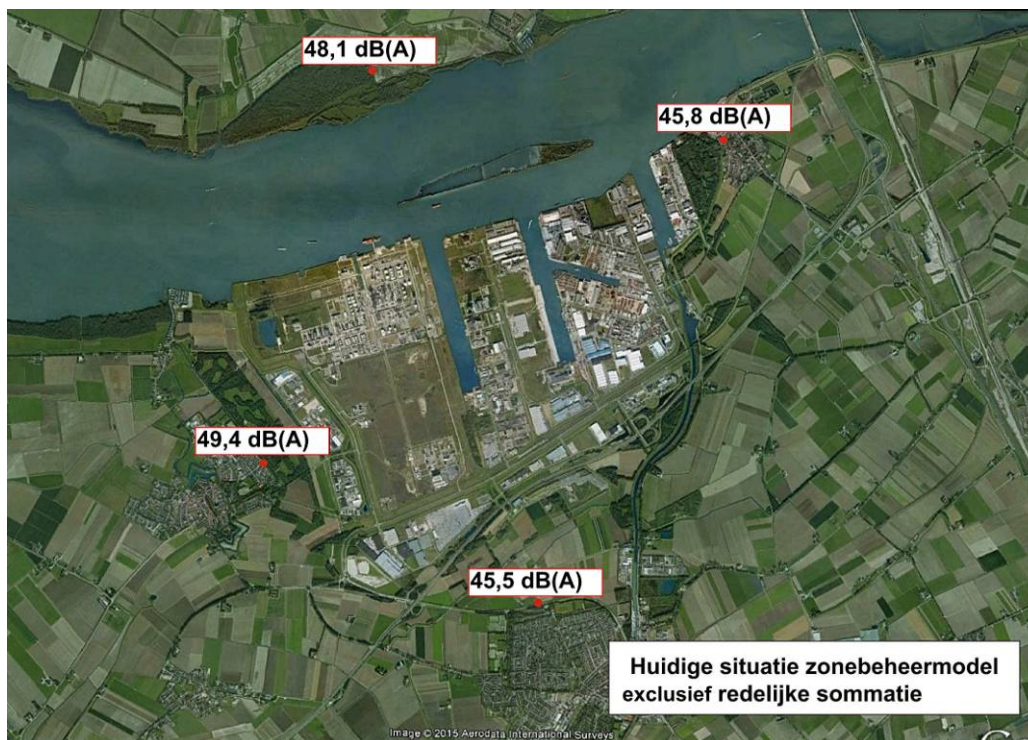 48,1 dB(A)
45,8 dB(A)
49,4 dB(A)
45,5 dB(A)
Huidige situatie zonebeheermodel
exclusief redelijke sommatie
Image © 2015 Aerodata International Surveys